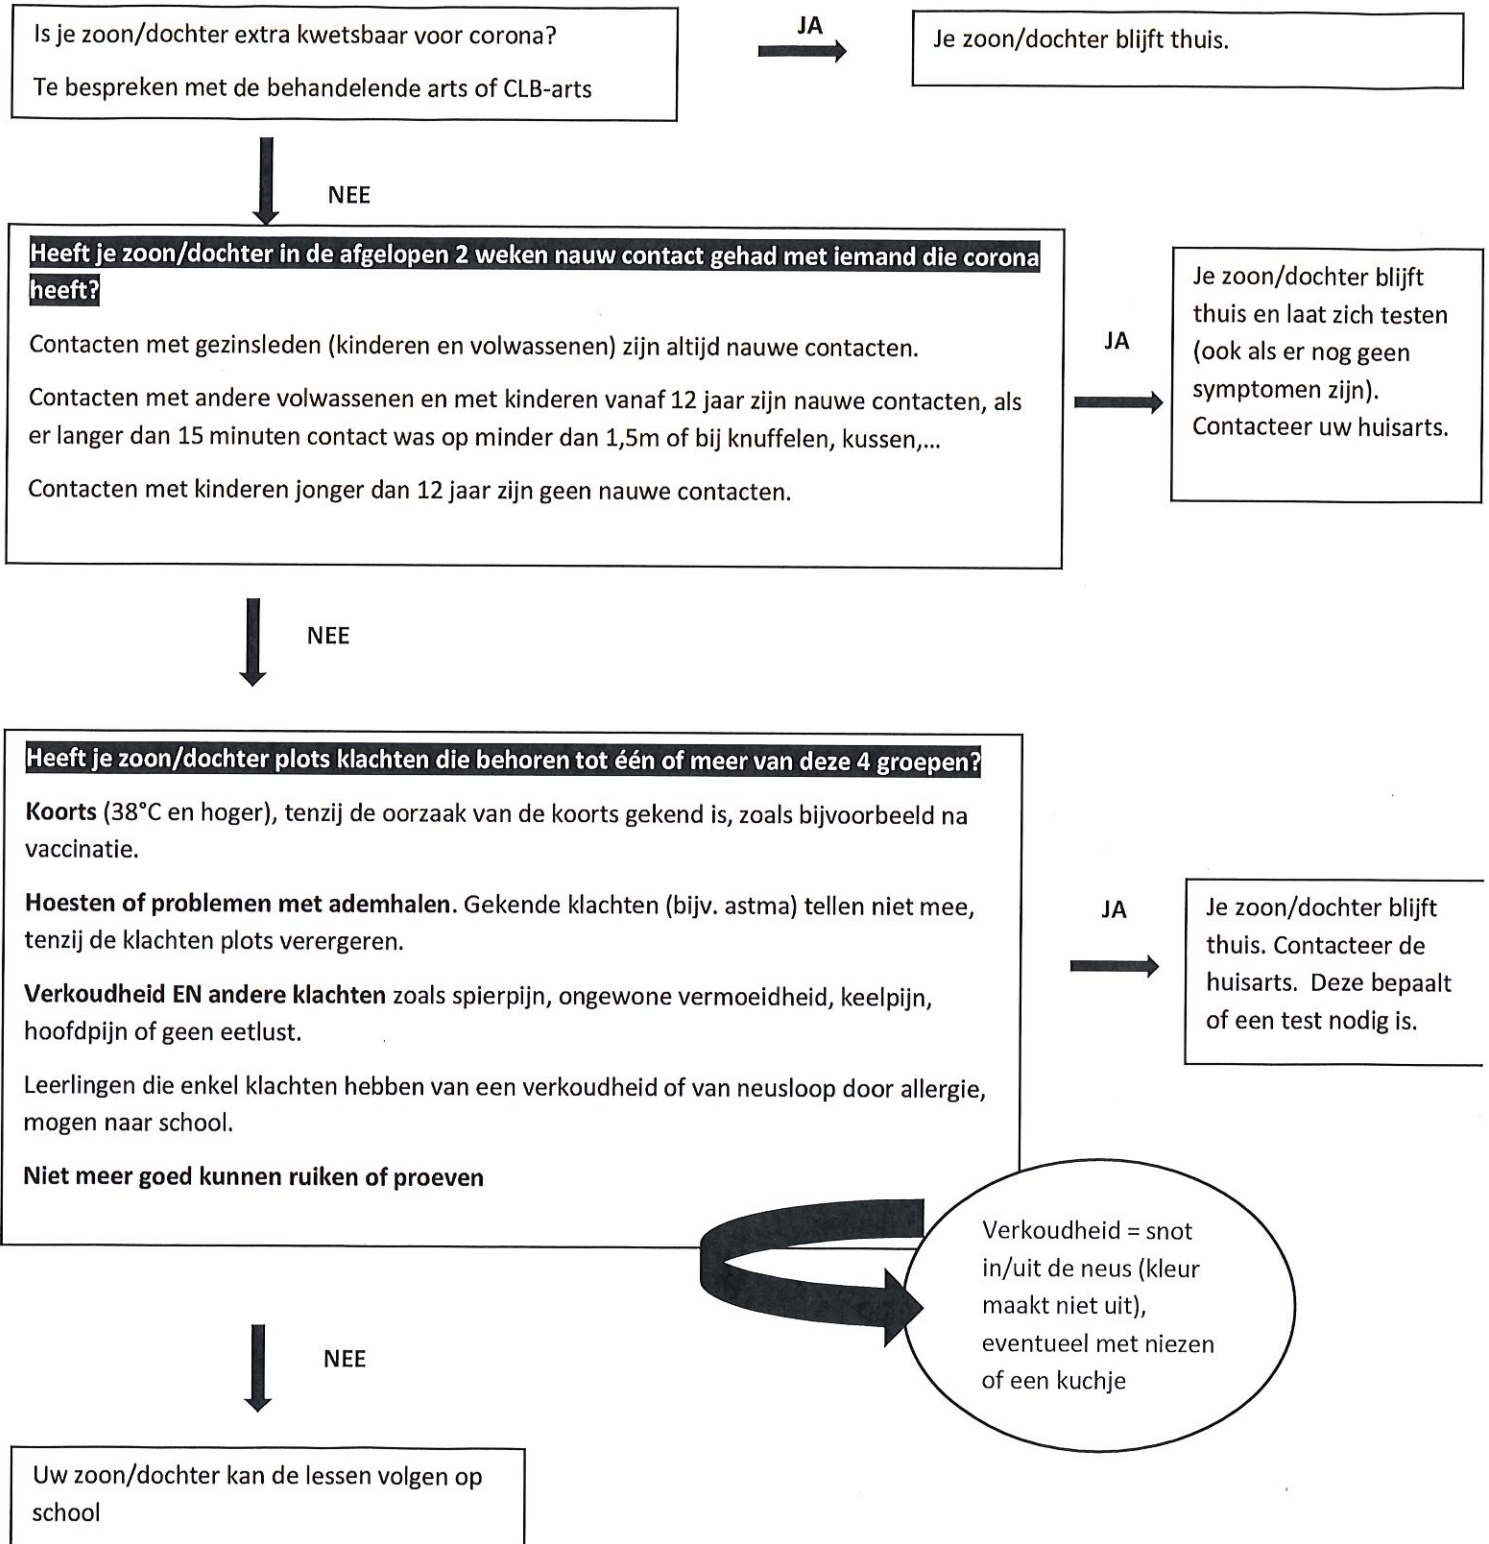 Is je zoon/dochter extra kwetsbaar voor corona?
Te bespreken met de behandelende arts of CLB-arts
JA
Je zoon/dochter blijft thuis.
NEE
Heeft je zoon/dochter in de afgelopen 2 weken nauw contact gehad met iemand die corona
heeft?
Contacten met gezinsleden (kinderen en volwassenen) zijn altijd nauwe contacten.
Contacten met andere volwassenen en met kinderen vanaf 12 jaar zijn nauwe contacten, als
er langer dan 15 minuten contact was op minder dan 1,5m of bij knuffelen, kussen,...
Contacten met kinderen jonger dan 12 jaar zijn geen nauwe contacten.
JA
Je zoon/dochter blijft
thuis en laat zich testen
(ook als er nog geen
symptomen zijn).
Contacteer uw huisarts.
NEE
Heeft je zoon/dochter plots klachten die behoren tot één of meer van deze 4 groepen?
Koorts (38°C en hoger), tenzij de oorzaak van de koorts gekend is, zoals bijvoorbeeld na
vaccinatie.
Hoesten of problemen met ademhalen. Gekende klachten (bijv. astma) tellen niet mee,
tenzij de klachten plots verergeren.
Verkoudheid EN andere klachten zoals spierpijn, ongewone vermoeidheid, keelpijn,
hoofdpijn of geen eetlust.
Leerlingen die enkel klachten hebben van een verkoudheid of van neusloop door allergie,
mogen naar school.
Niet meer goed kunnen ruiken of proeven
JA
Je zoon/dochter blijft
thuis. Contacteer de
huisarts. Deze bepaalt
of een test nodig is.
Verkoudheid = snot
in/uit de neus (kleur
maakt niet uit),
eventueel met niezen
of een kuchje
NEE
Uw zoon/dochter kan de lessen volgen op
school